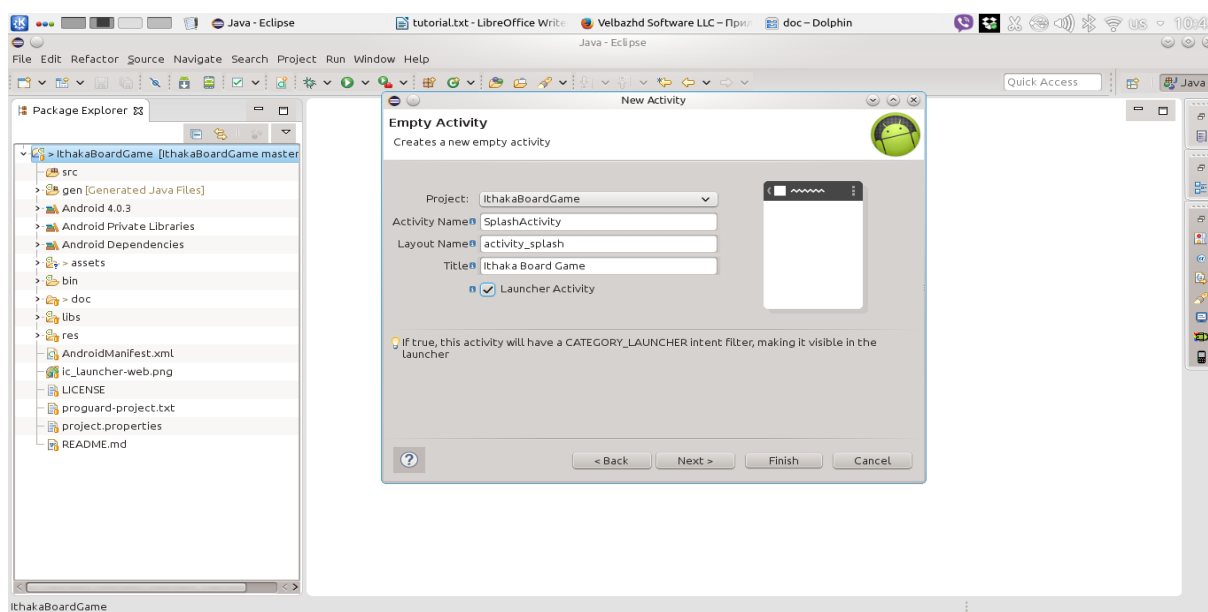 Java - Eclipse
tutorial.txt - LibreOffice Write
Velbazhd Software LLC – При
doc – Dolphin
us
10:4
Java - Eclipse
File Edit Refactor Source Navigate Search Project Run Window Help
Quick Access
Java
Package Explorer
New Activity
Empty Activity
Creates a new empty activity
> IthakaBoardGame [IthakaBoardGame master
src
gen [Generated Java Files]
Android 4.0.3
Android Private Libraries
Android Dependencies
> assets
bin
> doc
libs
res
AndroidManifest.xml
ic_launcher-web.png
LICENSE
proguard-project.txt
project.properties
README.md
Project: IthakaBoardGame
Activity Name SplashActivity
Layout Name activity_splash
Title Ithaka Board Game
Launcher Activity
If true, this activity will have a CATEGORY_LAUNCHER intent filter, making it visible in the
launcher
< Back
Next >
Finish
Cancel
IthakaBoardGame